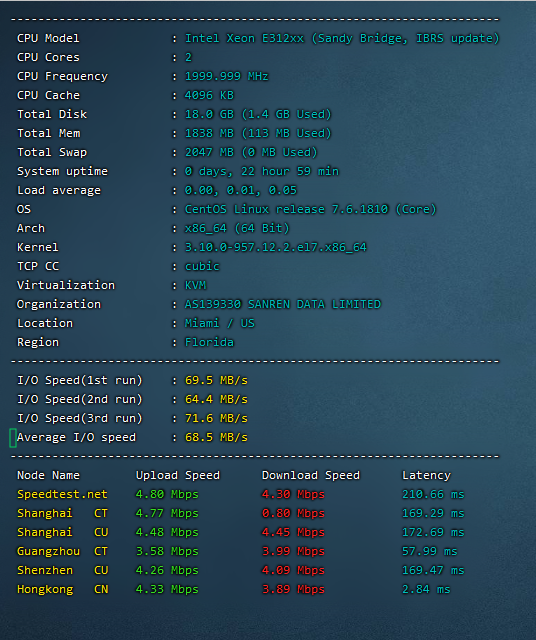 ----------------------------------------------------------------------
CPU Model : Intel Xeon E312xx (Sandy Bridge, IBRS update)
CPU Cores : 2
CPU Frequency : 1999.999 MHz
CPU Cache : 4096 KB
Total Disk : 18.0 GB (1.4 GB Used)
Total Mem : 1838 MB (113 MB Used)
Total Swap : 2047 MB (0 MB Used)
System uptime : 0 days, 22 hour 59 min
Load average : 0.00, 0.01, 0.05
OS : CentOS Linux release 7.6.1810 (Core)
Arch : x86_64 (64 Bit)
Kernel : 3.10.0-957.12.2.el7.x86_64
TCP CC : cubic
Virtualization : KVM
Organization : AS139330 SANREN DATA LIMITED
Location : Miami / US
Region : Florida
----------------------------------------------------------------------
I/O Speed(1st run) : 69.5 MB/s
I/O Speed(2nd run) : 64.4 MB/s
I/O Speed(3rd run) : 71.6 MB/s
Average I/O speed : 68.5 MB/s
----------------------------------------------------------------------
Node Name Upload Speed Download Speed Latency
Speedtest.net 4.80 Mbps 4.30 Mbps 210.66 ms
Shanghai CT 4.77 Mbps 0.80 Mbps 169.29 ms
Shanghai CU 4.48 Mbps 4.45 Mbps 172.69 ms
Guangzhou CT 3.58 Mbps 3.99 Mbps 57.99 ms
Shenzhen CU 4.26 Mbps 4.09 Mbps 169.47 ms
Hongkong CN 4.33 Mbps 3.89 Mbps 2.84 ms